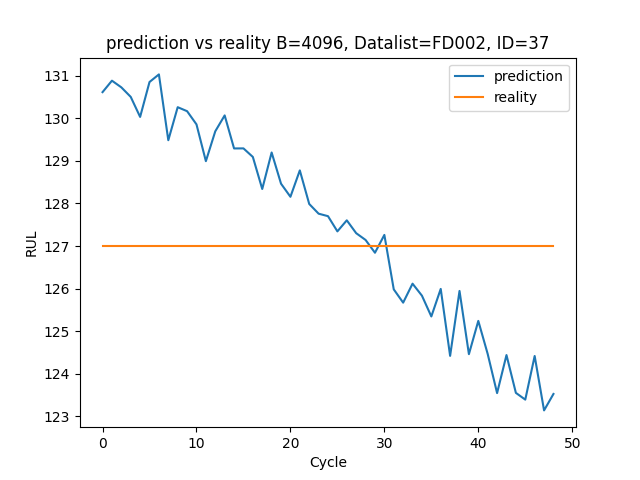 prediction vs reality B=4096, Datalist=FD002, ID=37
prediction
reality
131
130
129
128
127
126
125
124
123
RUL
0 10 20 30 40 50
Cycle